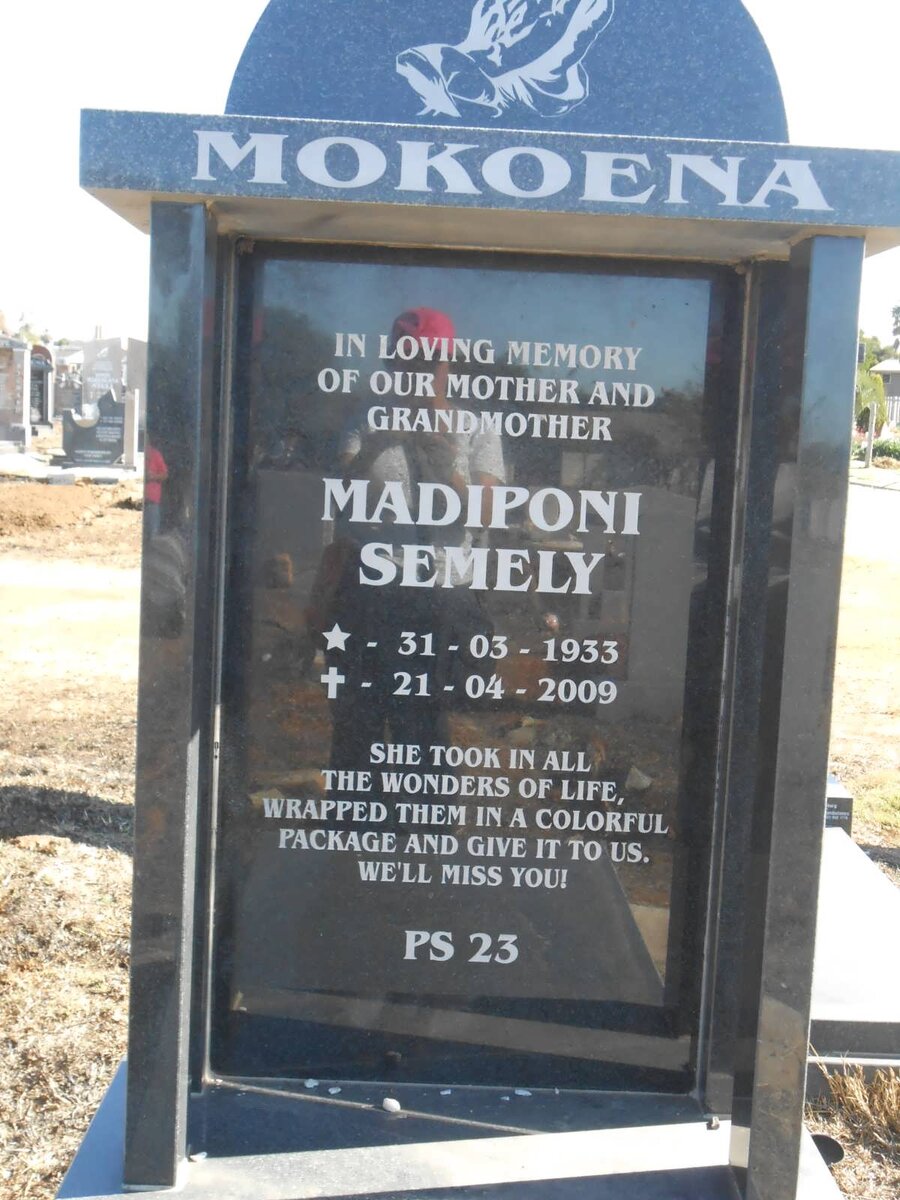 MOKOENA
IN LOVING MEMORY
OF OUR MOTHER AND
GRANDMOTHER
MADIPONI
SEMELY
★ - 31 - 03 - 1933
✝ - 21 - 04 - 2009
SHE TOOK IN ALL
THE WONDERS OF LIFE,
WRAPPED THEM IN A COLORFUL
PACKAGE AND GIVE IT TO US.
WE'LL MISS YOU!
PS 23